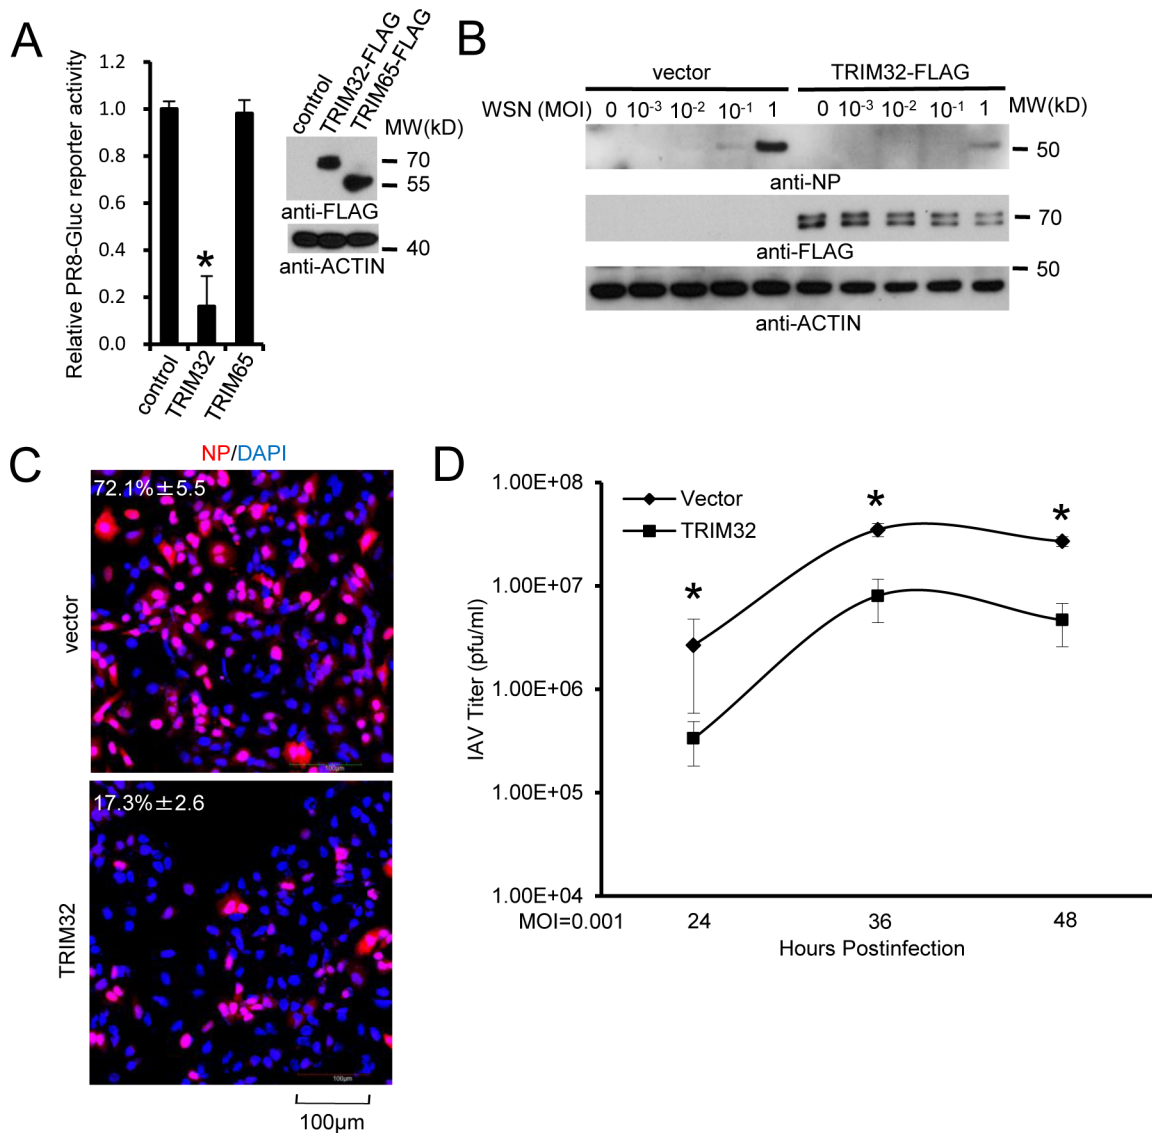 A
Relative PR8-Gluc reporter activity
1.2
1.0
0.8
0.6
0.4
0.2
0.0
*
control
TRIM32
TRIM65
control
TRIM32-FLAG
TRIM65-FLAG
MW(kD)
70
55
anti-FLAG
40
anti-ACTIN
B
vector TRIM32-FLAG
WSN (MOI) 0 10⁻³ 10⁻² 10⁻¹ 1 0 10⁻³ 10⁻² 10⁻¹ 1 MW(kD)
50
anti-NP
70
anti-FLAG
50
anti-ACTIN
C
NP/DAPI
72.1%±5.5
vector
100μm
17.3%±2.6
TRIM32
100μm
100μm
D
IAV Titer (pfu/ml)
1.00E+08
1.00E+07
1.00E+06
1.00E+05
1.00E+04
Vector
TRIM32
* * *
MOI=0.001 24 36 48
Hours Postinfection